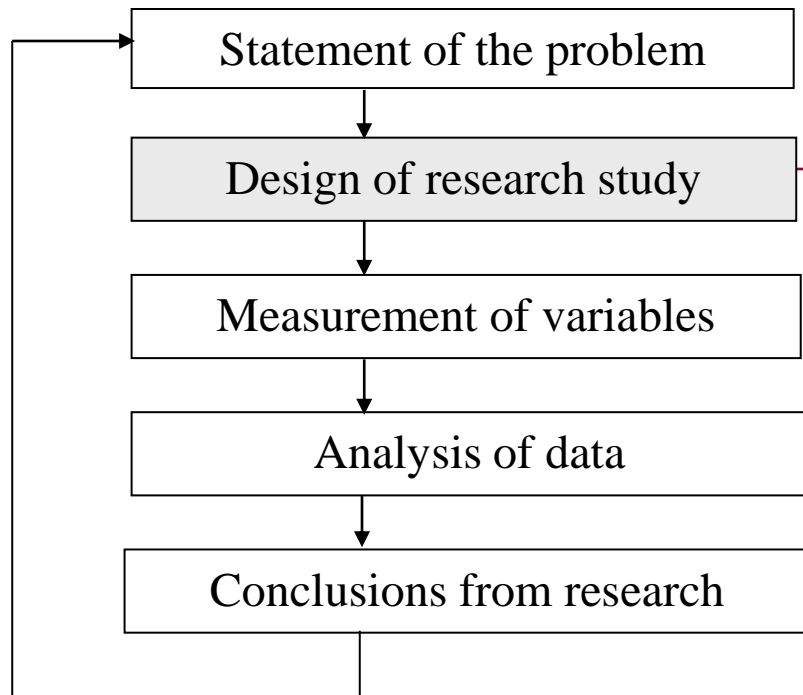 Statement of the problem
Design of research study
Measurement of variables
Analysis of data
Conclusions from research